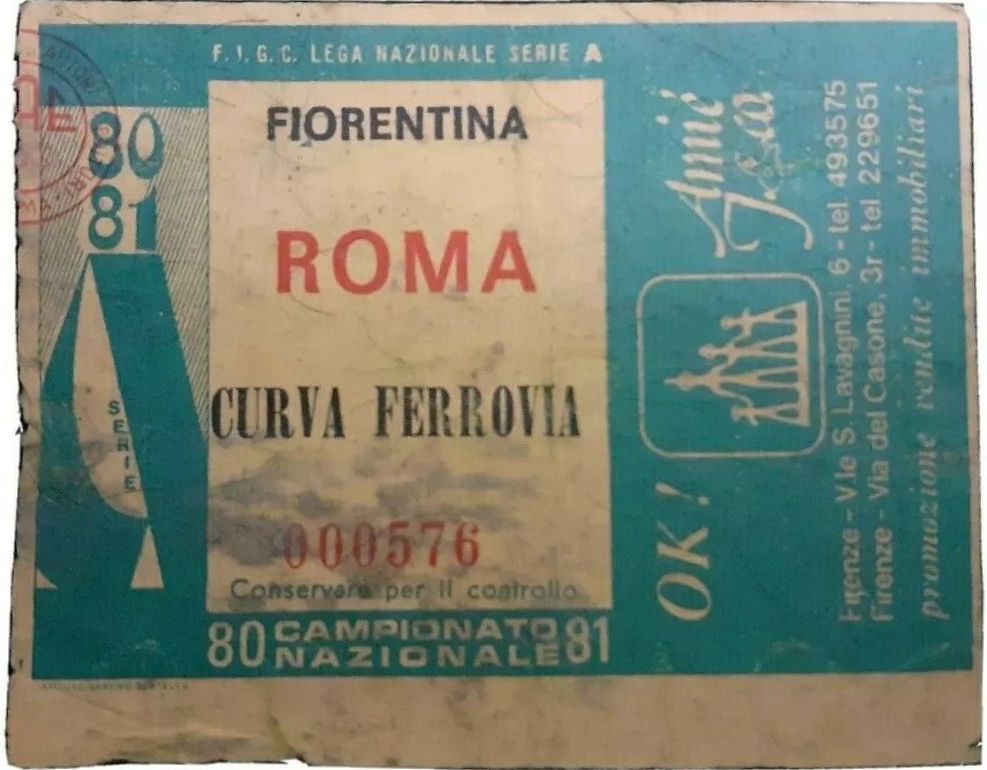 F.I.G.C. LEGA NAZIONALE SERIE A
80
81
SERIE
FIORENTINA
ROMA
CURVA FERROVIA
000576
Conservare per il controllo
80 CAMPIONATO NAZIONALE 81
OK!
Amié
Firenze - V.le S. Lavagnini, 6 - tel. 493575
Firenze - Via del Casone, 3r - tel. 229651
promozione vendite immobiliari